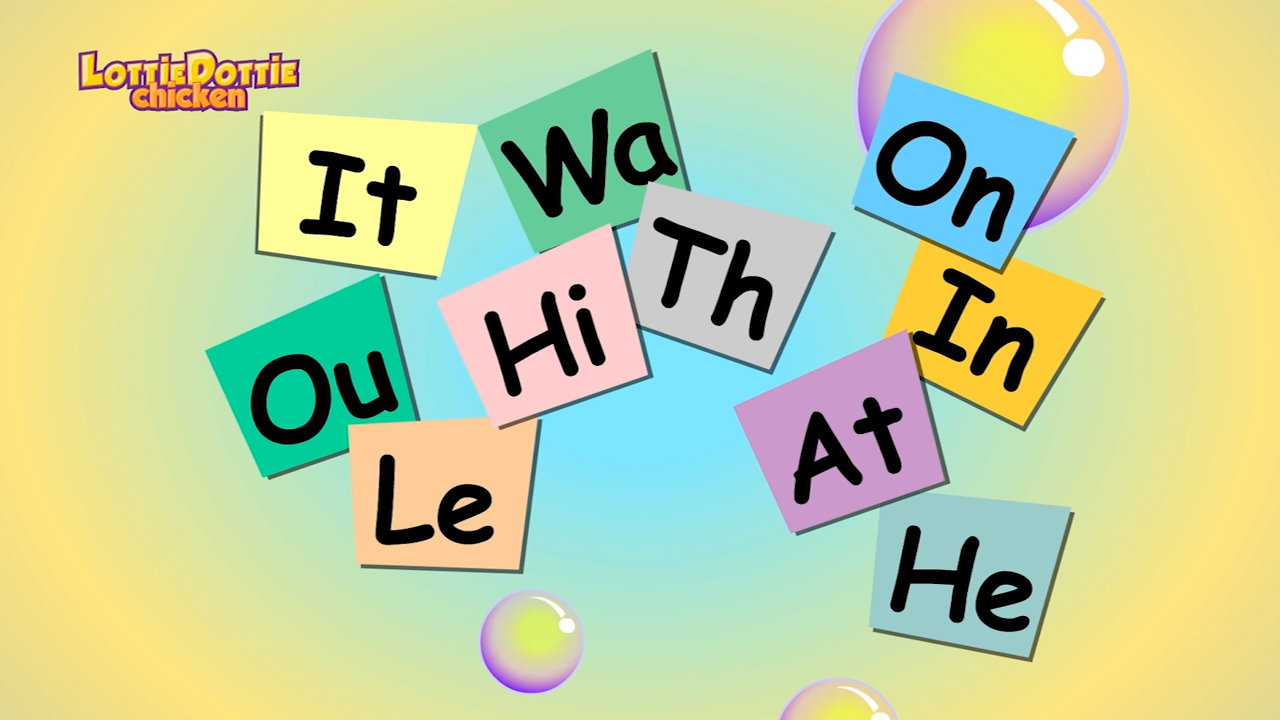 LottieDottie
chicken
It
Wa
On
Th
Hi
In
Ou
At
Le
He